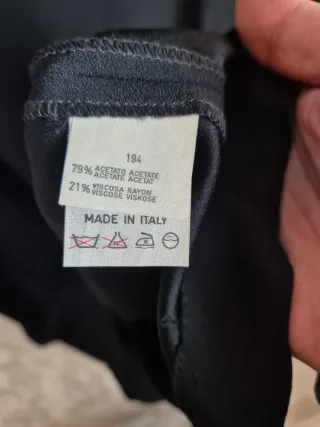 194
79% ACETATO ACETATE
ACETATE ACETAT
21% VISCOSA RAYON
VISCOSE VISKOSE
MADE IN ITALY